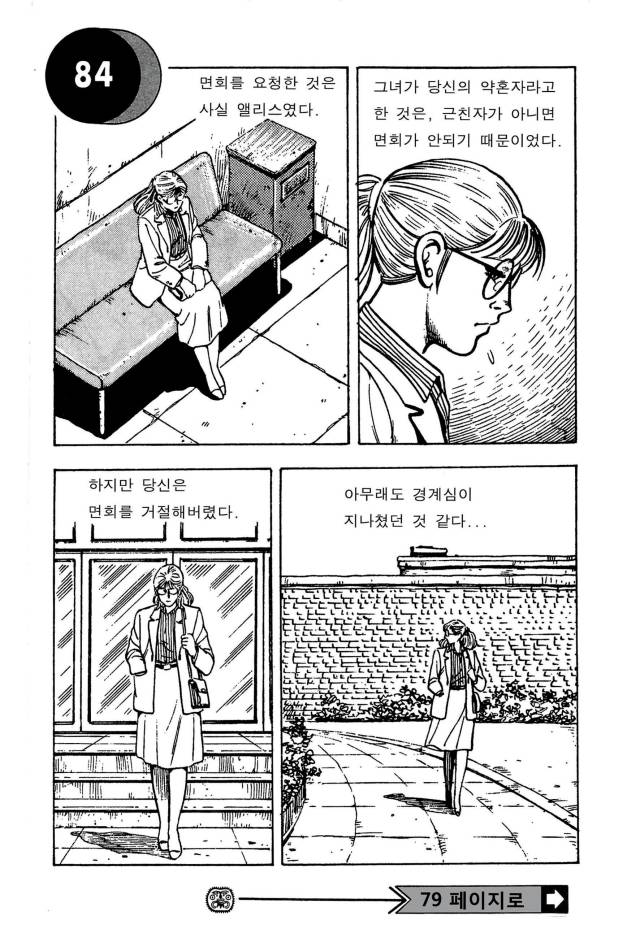 84
면회를 요청한 것은
사실 앨리스였다.
그녀가 당신의 약혼자라고
한 것은, 근친자가 아니면
면회가 안되기 때문이었다.
하지만 당신은
면회를 거절해버렸다.
아무래도 경계심이
지나쳤던 것 같다...
79 페이지로